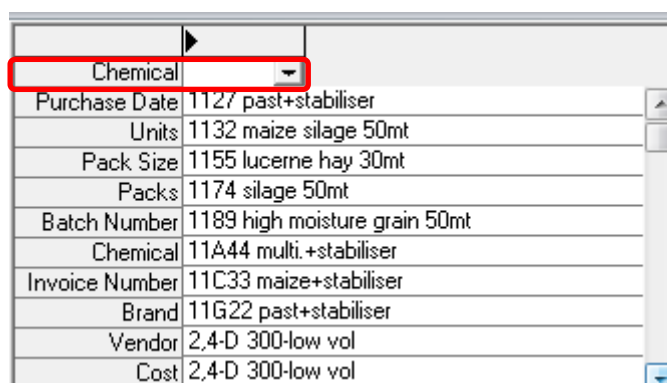 Chemical
Purchase Date 1127 past+stabiliser
Units 1132 maize silage 50mt
Pack Size 1155 lucerne hay 30mt
Packs 1174 silage 50mt
Batch Number 1189 high moisture grain 50mt
Chemical 11A44 multi.+stabiliser
Invoice Number 11C33 maize+stabiliser
Brand 11G22 past+stabiliser
Vendor 2,4-D 300-low vol
Cost 2,4-D 300-low vol